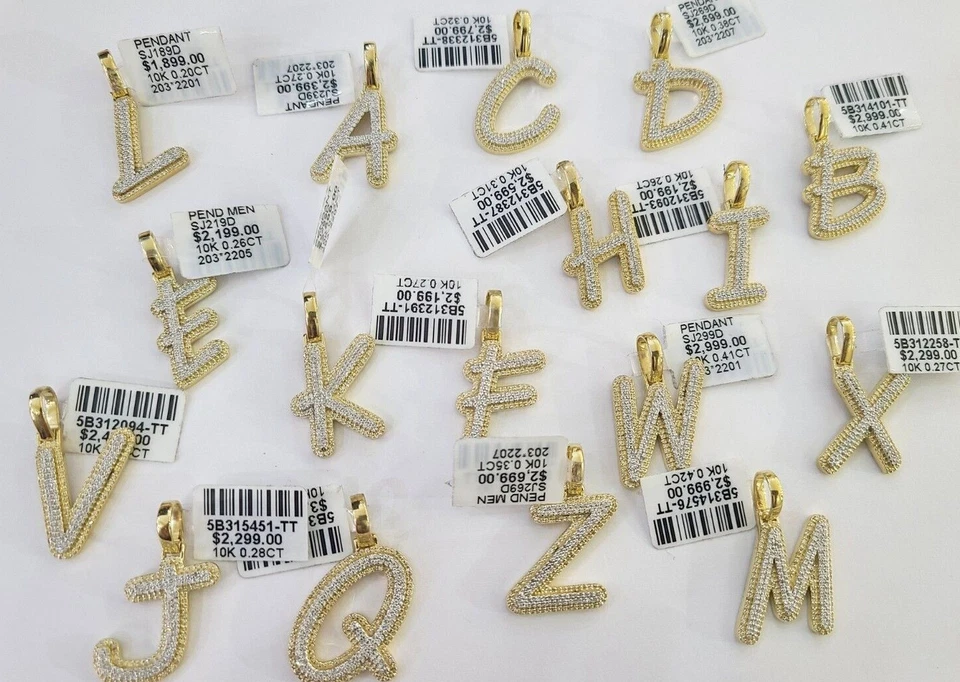 PENDANT
SJ189D
$1,899.00
10K 0.20CT
203*2201
L
PENDANT
SJ239D
$2,399.00
10K 0.27CT
203*2207
A
5B312338-TT
$2,799.00
10K 0.32CT
C
PENDANT
$2,699.00
10K 0.38CT
203*2207
D
5B314101-TT
$2,999.00
10K 0.41CT
B
PEND MEN
SJ219D
$2,199.00
10K 0.26CT
203*2205
E
5B312387-TT
$2,599.00
10K 0.31CT
H
5B312093-TT
$2,199.00
10K 0.26CT
I
K
5B312391-TT
$2,199.00
10K 0.27CT
F
PENDANT
SJ299D
$2,999.00
0.41CT
W
5B312258-T
$2,299.00
10K 0.27CT
X
5B312094-TT
10K
V
5B315451-TT
$2,299.00
10K 0.28CT
J
5B3
$3
Q
PEND MEN
SJ269D
$2,699.00
10K 0.35CT
203*2207
Z
5B314576-TT
$2,999.00
10K 0.42CT
M